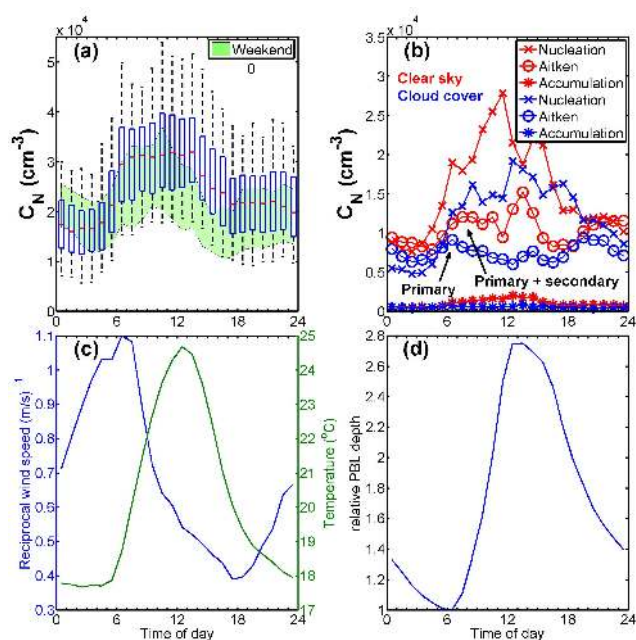 x 10⁴
5
4
3
2
1
0
C_N (cm⁻³)
(a)
Weekend
0
6
12
18
24
x 10⁴
3.5
3
2.5
2
1.5
1
0.5
0
C_N (cm⁻³)
(b)
Clear sky
Cloud cover
Nucleation
Aitken
Accumulation
Nucleation
Aitken
Accumulation
Primary
Primary + secondary
0
6
12
18
24
(c)
1.1
1
0.9
0.8
0.7
0.6
0.5
0.4
0.3
Reciprocal wind speed (m/s)⁻¹
25
24
23
22
21
20
19
18
17
Temperature (°C)
0
6
12
18
24
Time of day
(d)
2.8
2.6
2.4
2.2
2
1.8
1.6
1.4
1.2
1
relative PBL depth
0
6
12
18
24
Time of day